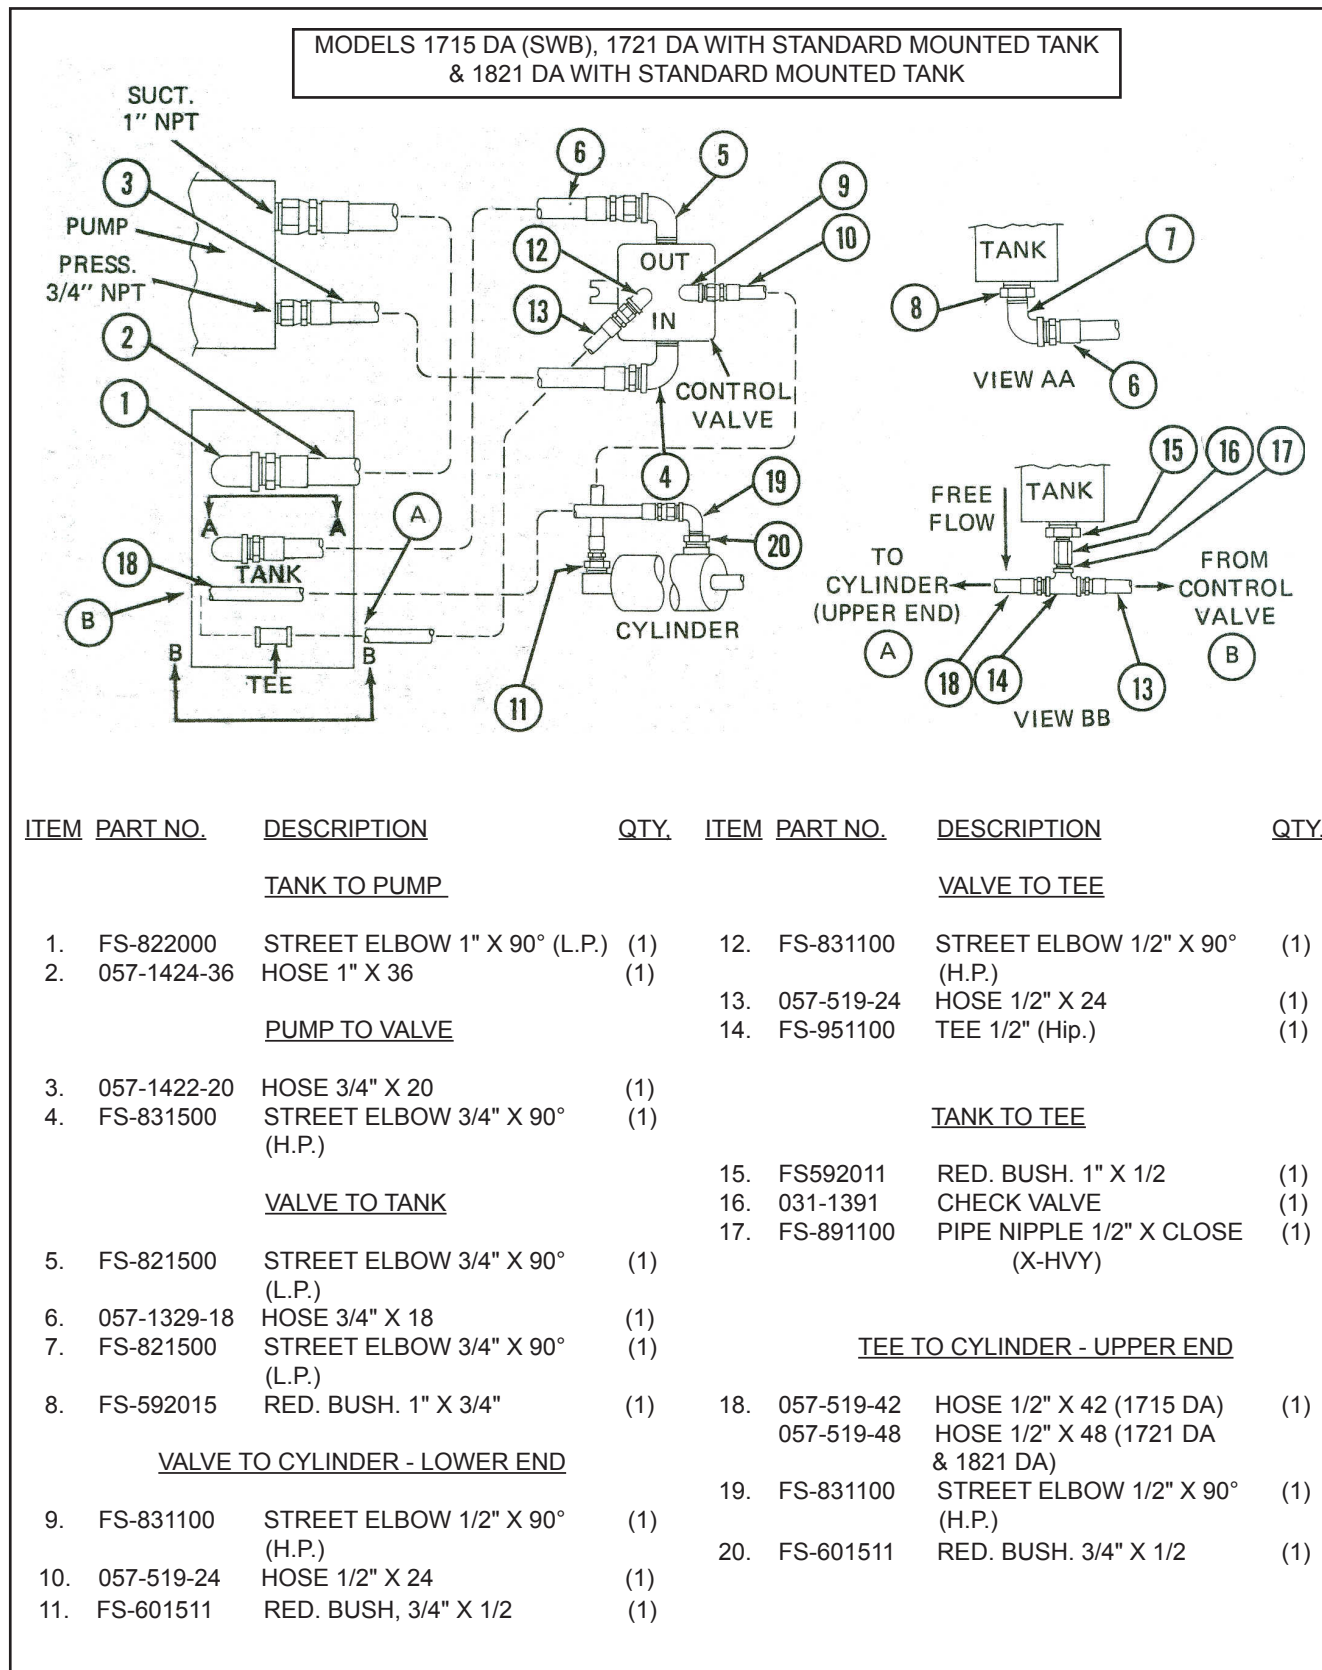 MODELS 1715 DA (SWB), 1721 DA WITH STANDARD MOUNTED TANK
& 1821 DA WITH STANDARD MOUNTED TANK
SUCT.
1" NPT
3
PUMP
PRESS.
3/4" NPT
2
1
A A
TANK
18
B
B
TEE
B
A
6
5
9
12
OUT
10
13
IN
CONTROL
VALVE
4
19
20
CYLINDER
11
TANK
7
8
VIEW AA
6
15
16
17
FREE
FLOW
TANK
TO
CYLINDER
(UPPER END)
A
FROM
CONTROL
VALVE
B
18
14
13
VIEW BB
ITEM PART NO. DESCRIPTION QTY,
TANK TO PUMP
1. FS-822000 STREET ELBOW 1" X 90° (L.P.) (1)
2. 057-1424-36 HOSE 1" X 36 (1)
PUMP TO VALVE
3. 057-1422-20 HOSE 3/4" X 20 (1)
4. FS-831500 STREET ELBOW 3/4" X 90° (1)
(H.P.)
VALVE TO TANK
5. FS-821500 STREET ELBOW 3/4" X 90° (1)
(L.P.)
6. 057-1329-18 HOSE 3/4" X 18 (1)
7. FS-821500 STREET ELBOW 3/4" X 90° (1)
(L.P.)
8. FS-592015 RED. BUSH. 1" X 3/4" (1)
VALVE TO CYLINDER - LOWER END
9. FS-831100 STREET ELBOW 1/2" X 90° (1)
(H.P.)
10. 057-519-24 HOSE 1/2" X 24 (1)
11. FS-601511 RED. BUSH, 3/4" X 1/2 (1)
ITEM PART NO. DESCRIPTION QTY.
VALVE TO TEE
12. FS-831100 STREET ELBOW 1/2" X 90° (1)
(H.P.)
13. 057-519-24 HOSE 1/2" X 24 (1)
14. FS-951100 TEE 1/2" (Hip.) (1)
TANK TO TEE
15. FS592011 RED. BUSH. 1" X 1/2 (1)
16. 031-1391 CHECK VALVE (1)
17. FS-891100 PIPE NIPPLE 1/2" X CLOSE (1)
(X-HVY)
TEE TO CYLINDER - UPPER END
18. 057-519-42 HOSE 1/2" X 42 (1715 DA) (1)
057-519-48 HOSE 1/2" X 48 (1721 DA
& 1821 DA)
19. FS-831100 STREET ELBOW 1/2" X 90° (1)
(H.P.)
20. FS-601511 RED. BUSH. 3/4" X 1/2 (1)